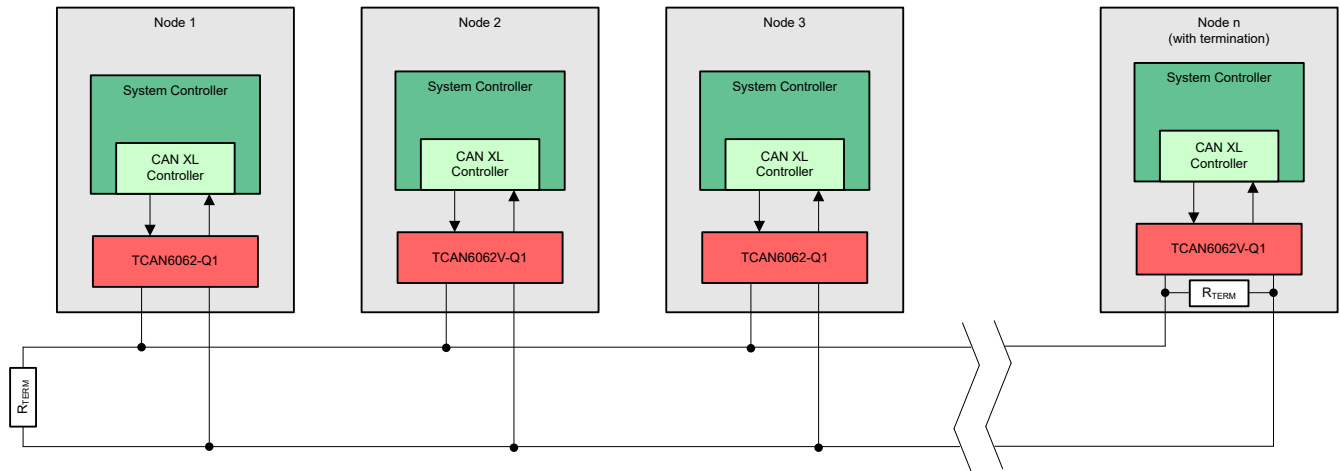 Node 1
System Controller
CAN XL
Controller
TCAN6062-Q1
Node 2
System Controller
CAN XL
Controller
TCAN6062V-Q1
Node 3
System Controller
CAN XL
Controller
TCAN6062-Q1
Node n
(with termination)
System Controller
CAN XL
Controller
TCAN6062V-Q1
RTERM
RTERM